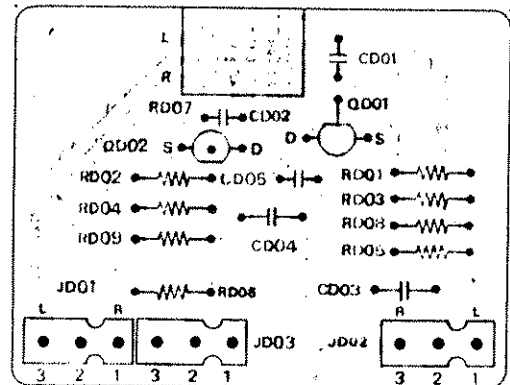 L
CD01
R
RD07
CD02
QD01
QD02 S D
D S
RD02 CD05 RD01
RD04 RD03
RD09 CD04 RD08
RD05
JD01 RD06 CD03
L R R L
JD03 JD02
3 2 1 3 2 1 3 2 1